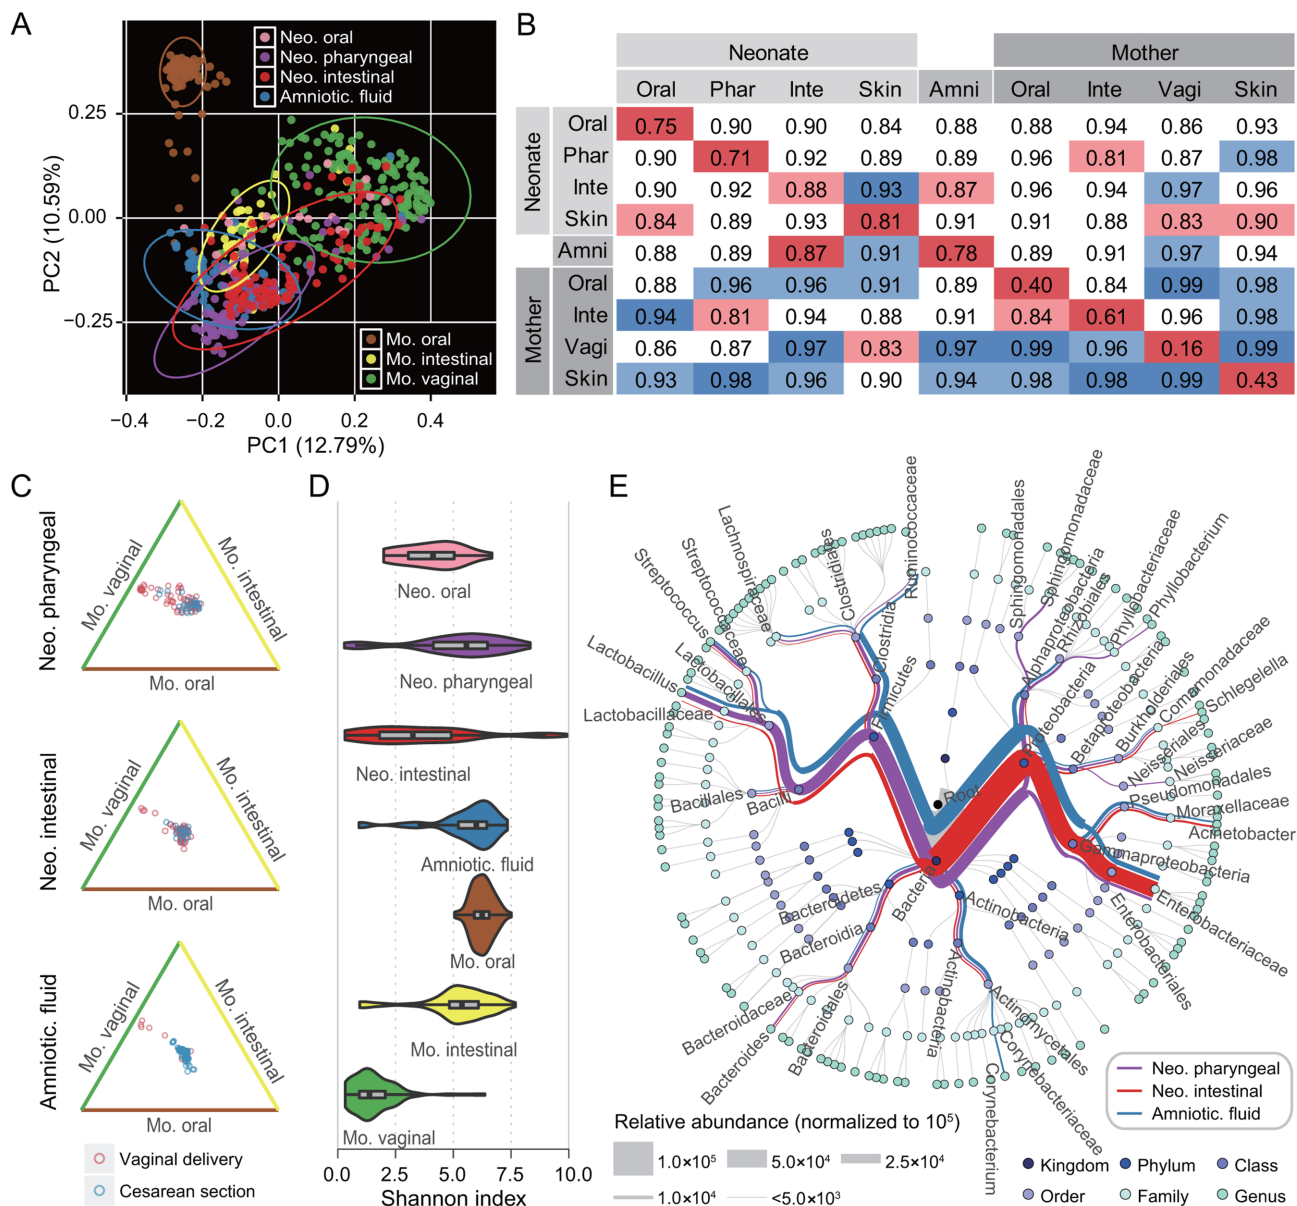 A
Neo. oral
Neo. pharyngeal
Neo. intestinal
Amniotic. fluid
Mo. oral
Mo. intestinal
Mo. vaginal
PC2 (10.59%)
0.25
0.00
−0.25
−0.4 −0.2 0.0 0.2 0.4
PC1 (12.79%)
B
Neonate Mother
Oral Phar Inte Skin Amni Oral Inte Vagi Skin
Neonate
Oral 0.75 0.90 0.90 0.84 0.88 0.88 0.94 0.86 0.93
Phar 0.90 0.71 0.92 0.89 0.89 0.96 0.81 0.87 0.98
Inte 0.90 0.92 0.88 0.93 0.87 0.96 0.94 0.97 0.96
Skin 0.84 0.89 0.93 0.81 0.91 0.91 0.88 0.83 0.90
Amni 0.88 0.89 0.87 0.91 0.78 0.89 0.91 0.97 0.94
Mother
Oral 0.88 0.96 0.96 0.91 0.89 0.40 0.84 0.99 0.98
Inte 0.94 0.81 0.94 0.88 0.91 0.84 0.61 0.96 0.98
Vagi 0.86 0.87 0.97 0.83 0.97 0.99 0.96 0.16 0.99
Skin 0.93 0.98 0.96 0.90 0.94 0.98 0.98 0.99 0.43
C
Neo. pharyngeal
Mo. vaginal
Mo. intestinal
Mo. oral
Neo. intestinal
Mo. vaginal
Mo. intestinal
Mo. oral
Amniotic. fluid
Mo. vaginal
Mo. intestinal
Mo. oral
Vaginal delivery
Cesarean section
D
Neo. oral
Neo. pharyngeal
Neo. intestinal
Amniotic. fluid
Mo. oral
Mo. intestinal
Mo. vaginal
0.0 2.5 5.0 7.5 10.0
Shannon index
E
Ruminococcaceae
Clostridiales
Lachnospiraceae
Streptococcaceae
Streptococcus
Lactobacillales
Lactobacillus
Lactobacillaceae
Bacillales
Bacilli
Clostridia
Firmicutes
Root
Bacteria
Sphingomonadales
Sphingomonadaceae
Alphaproteobacteria
Rhizobiales
Phyllobacteriaceae
Phyllobacterium
Proteobacteria
Betaproteobacteria
Burkholderiales
Comamonadaceae
Schlegelella
Neisseriales
Neisseriaceae
Pseudomonadales
Moraxellaceae
Acinetobacter
Gammaproteobacteria
Enterobacteriaceae
Enterobacteriales
Bacteroidetes
Bacteroidia
Bacteroidaceae
Bacteroides
Bacteroidales
Actinobacteria
Actinobacteria
Actinomycetales
Corynebacteriaceae
Corynebacterium
Neo. pharyngeal
Neo. intestinal
Amniotic. fluid
Relative abundance (normalized to 10⁵)
1.0×10⁵ 5.0×10⁴ 2.5×10⁴
1.0×10⁴ <5.0×10³
Kingdom Phylum Class
Order Family Genus